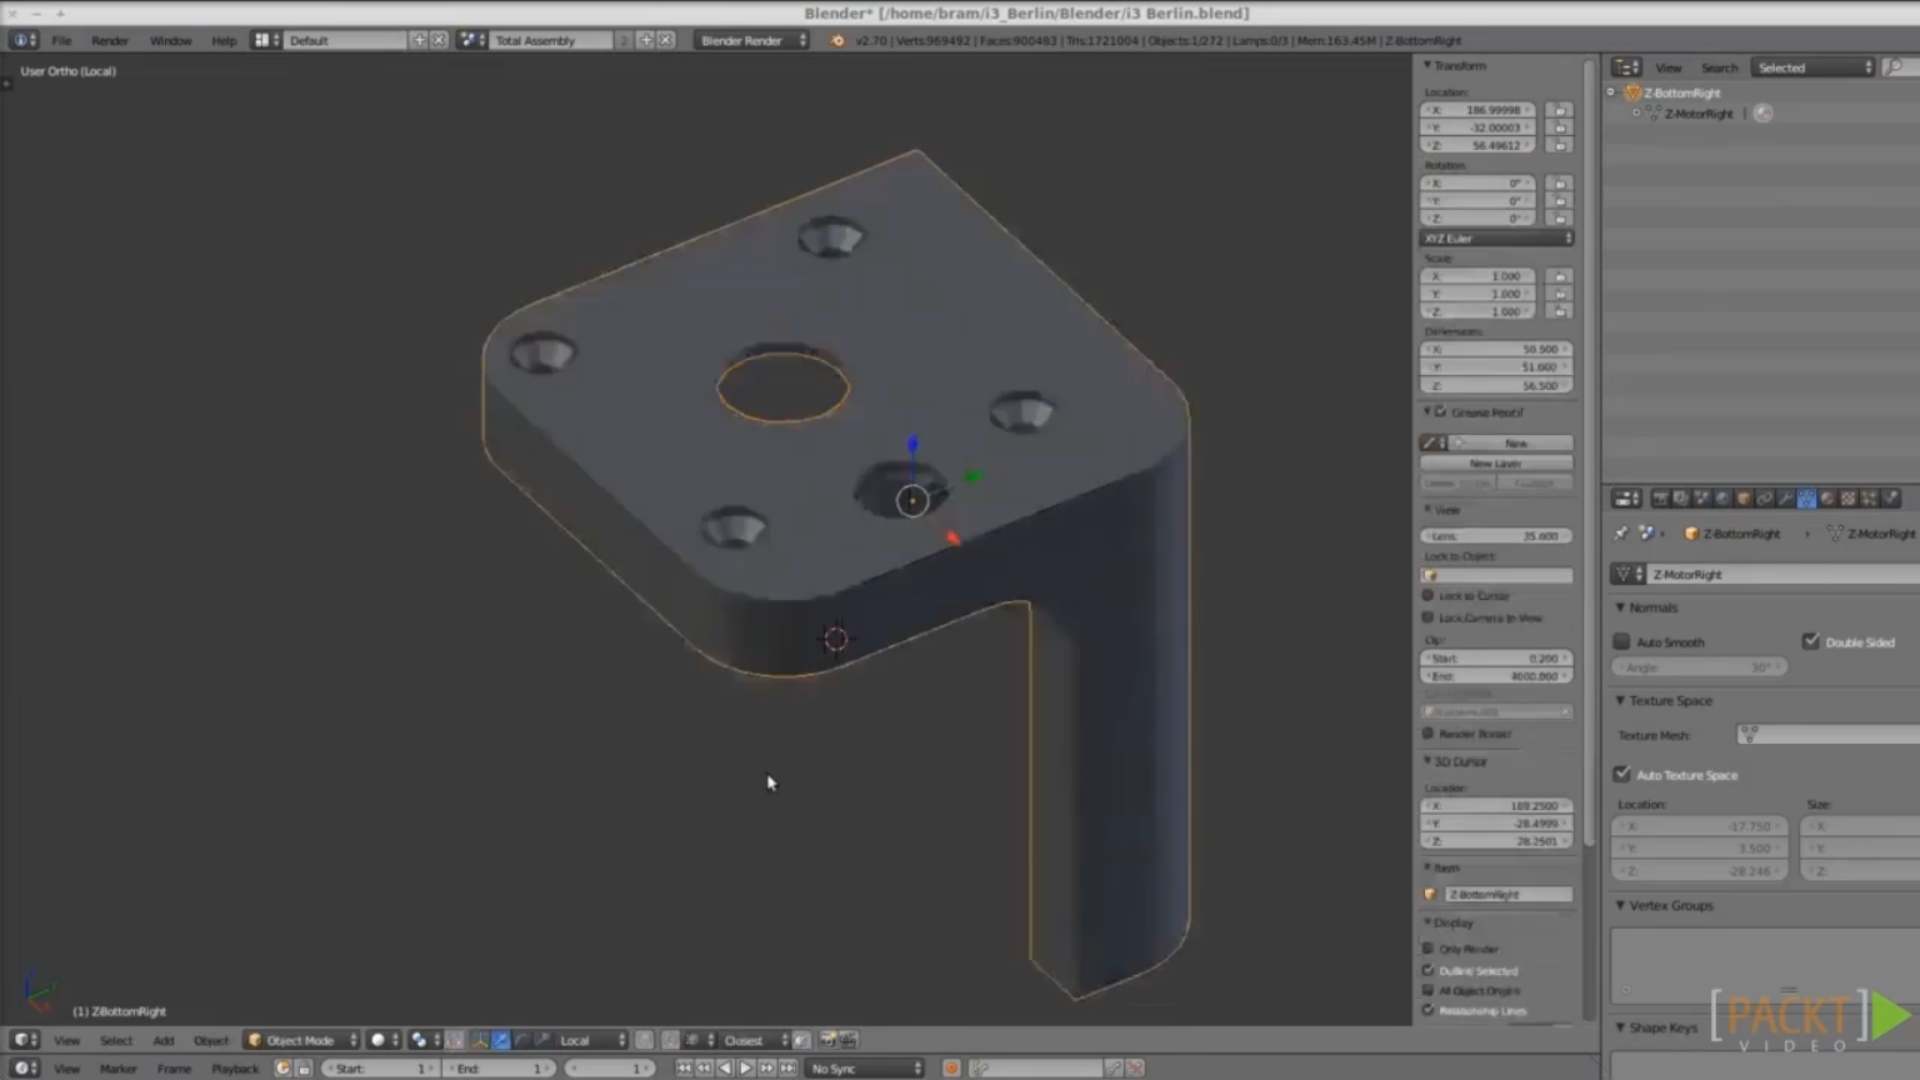 Blender* [/home/bram/i3_Berlin/Blender/i3 Berlin.blend]
File Render Window Help Default Total Assembly 2 Blender Render v2.70 | Verts:969492 | Faces:900483 | Tris:1721004 | Objects:1/272 | Lamps:0/3 | Mem:163.45M | Z-BottomRight
User Ortho (Local)
Transform
Location:
X: 186.99998
Y: -32.00003
Z: 56.49612
Rotation:
X: 0°
Y: 0°
Z: 0°
XYZ Euler
Scale:
X: 1.000
Y: 1.000
Z: 1.000
Dimensions:
X: 59.500
Y: 51.000
Z: 56.500
Grease Pencil
New
New Layer
View
Lens: 35.000
Lock to Object:
Lock to Cursor
Lock Camera to View
Clip:
Start: 0.200
End: 4000.000
Render Border
3D Cursor
Location:
X: 189.2500
Y: -28.4999
Z: 28.2501
Item
Z-BottomRight
Display
Only Render
Outline Selected
All Object Origins
Relationship Lines
View Search Selected
Z-BottomRight
Z-MotorRight
Z-BottomRight Z-MotorRight
Z-MotorRight
Normals
Auto Smooth Double Sided
Angle: 30°
Texture Space
Texture Mesh:
Auto Texture Space
Location: Size:
X: -17.750 X:
Y: 3.500 Y:
Z: -28.246 Z:
Vertex Groups
Shape Keys
[PACKT]
VIDEO
(1) Z-BottomRight
View Select Add Object Object Mode Local Closest
View Marker Frame Playback Start: 1 End: 1 1 No Sync